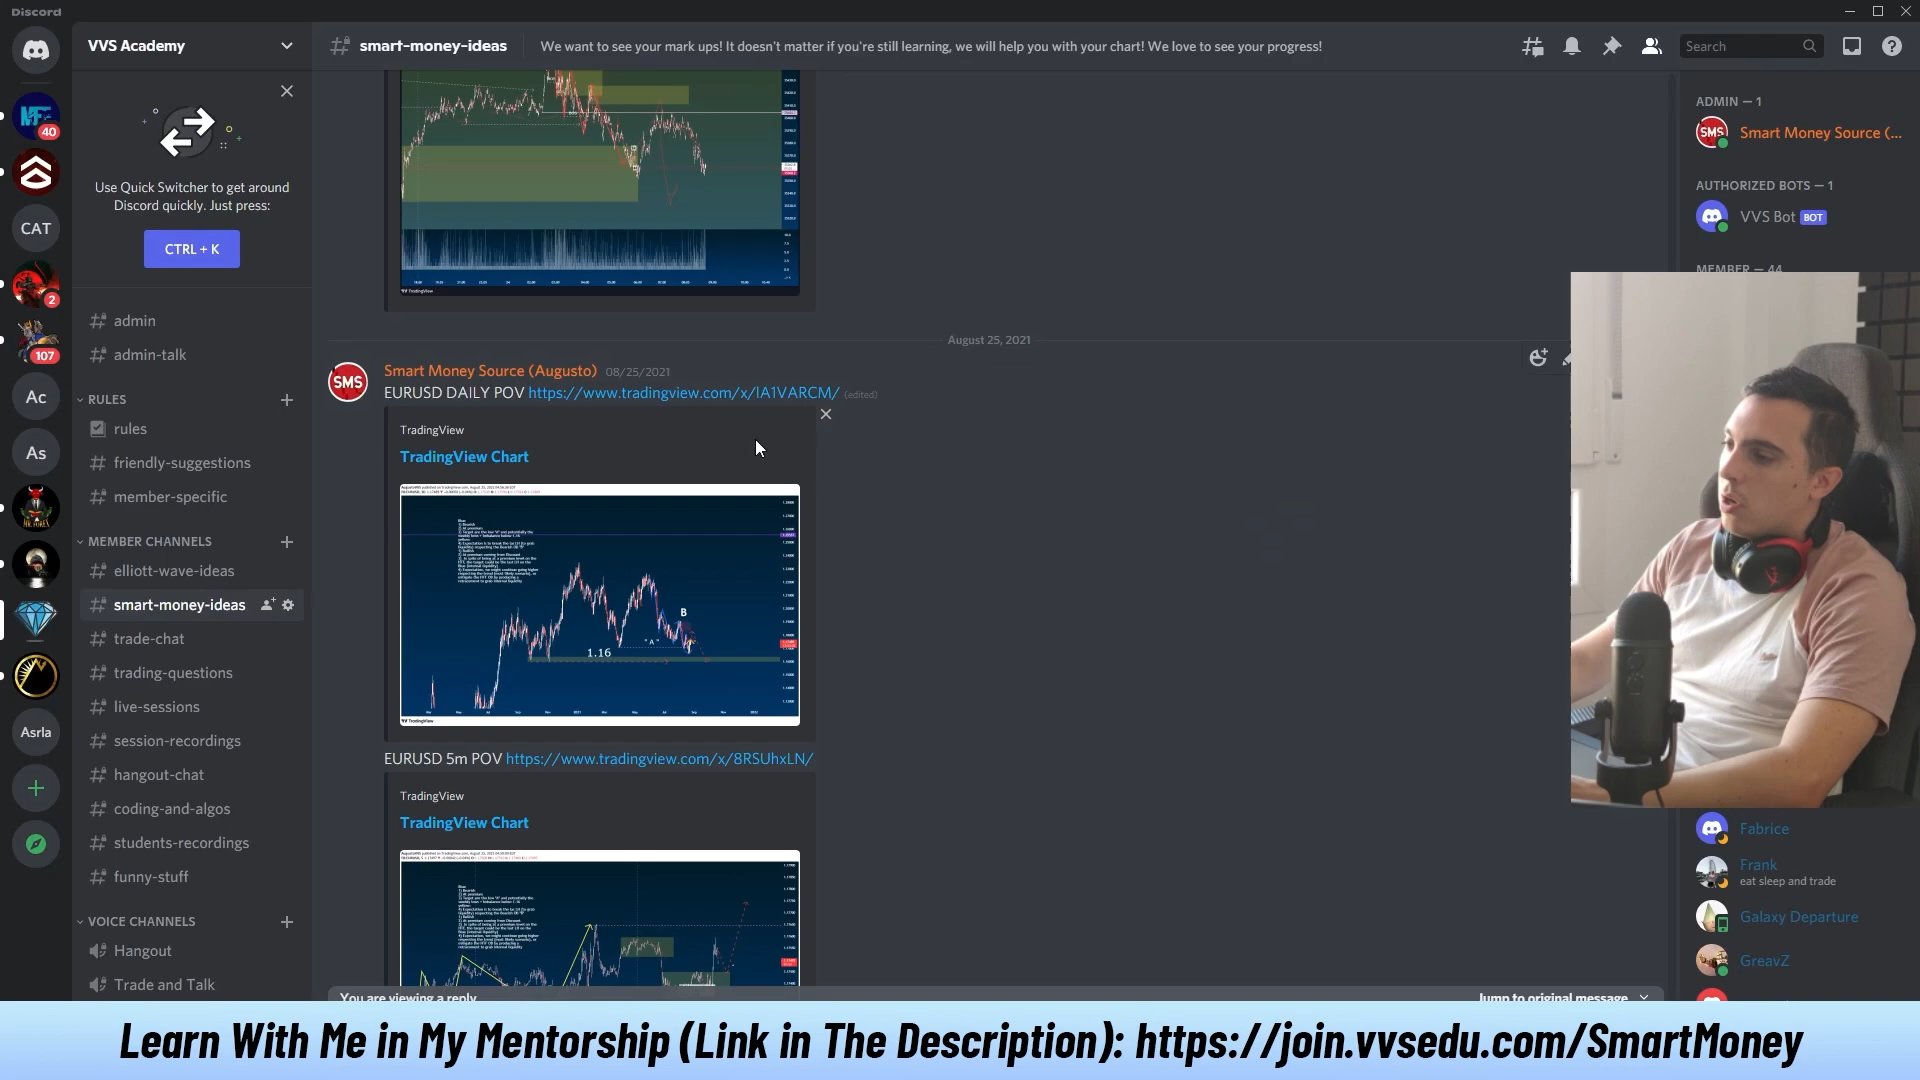 Discord
VVS Academy
smart-money-ideas
We want to see your mark ups! It doesn't matter if you're still learning, we will help you with your chart! We love to see your progress!
Search
40
CAT
2
107
Ac
As
Asrla
Use Quick Switcher to get around
Discord quickly. Just press:
CTRL + K
admin
admin-talk
RULES
rules
friendly-suggestions
member-specific
MEMBER CHANNELS
elliott-wave-ideas
smart-money-ideas
trade-chat
trading-questions
live-sessions
session-recordings
hangout-chat
coding-and-algos
students-recordings
funny-stuff
VOICE CHANNELS
Hangout
Trade and Talk
TradingView
August 25, 2021
SMS
Smart Money Source (Augusto) 08/25/2021
EURUSD DAILY POV https://www.tradingview.com/x/lA1VARCM/ (edited)
TradingView
TradingView Chart
B
"A"
1.16
TradingView
EURUSD 5m POV https://www.tradingview.com/x/8RSUhxLN/
TradingView
TradingView Chart
You are viewing a reply
Jump to original message
ADMIN — 1
SMS
Smart Money Source (...
AUTHORIZED BOTS — 1
VVS Bot BOT
MEMBER — 44
Fabrice
Frank
eat sleep and trade
Galaxy Departure
GreavZ
Learn With Me in My Mentorship (Link in The Description): https://join.vvsedu.com/SmartMoney